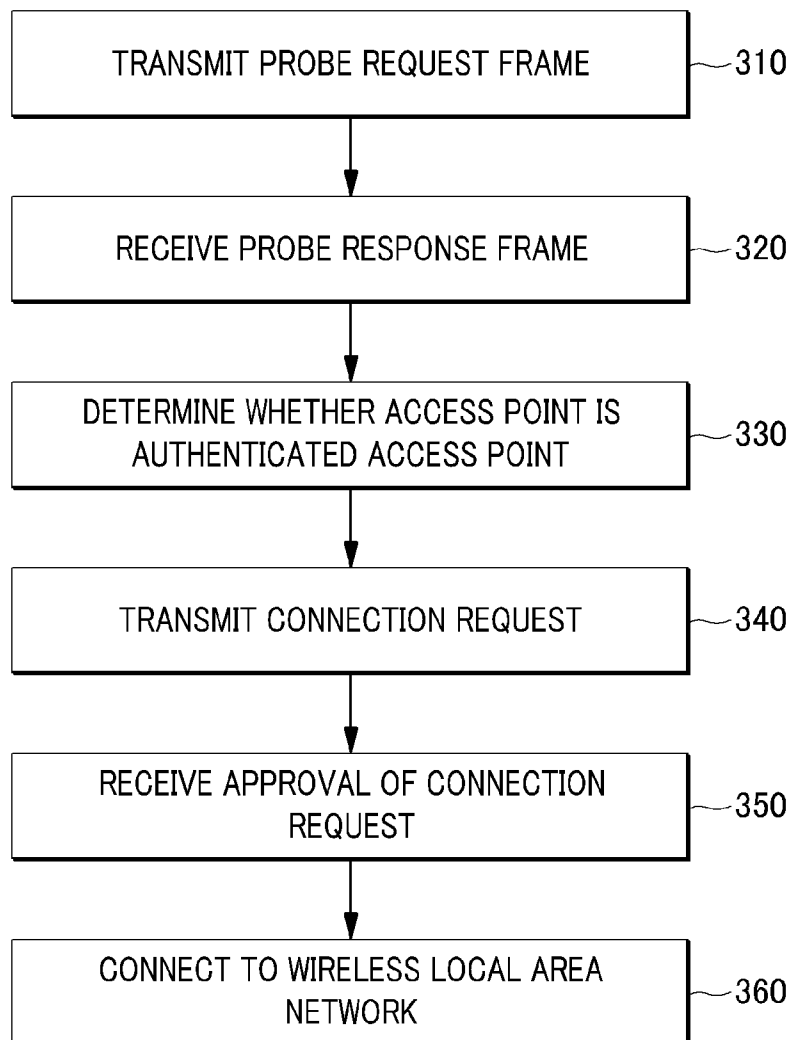 TRANSMIT PROBE REQUEST FRAME
310
RECEIVE PROBE RESPONSE FRAME
320
DETERMINE WHETHER ACCESS POINT IS
AUTHENTICATED ACCESS POINT
330
TRANSMIT CONNECTION REQUEST
340
RECEIVE APPROVAL OF CONNECTION
REQUEST
350
CONNECT TO WIRELESS LOCAL AREA
NETWORK
360